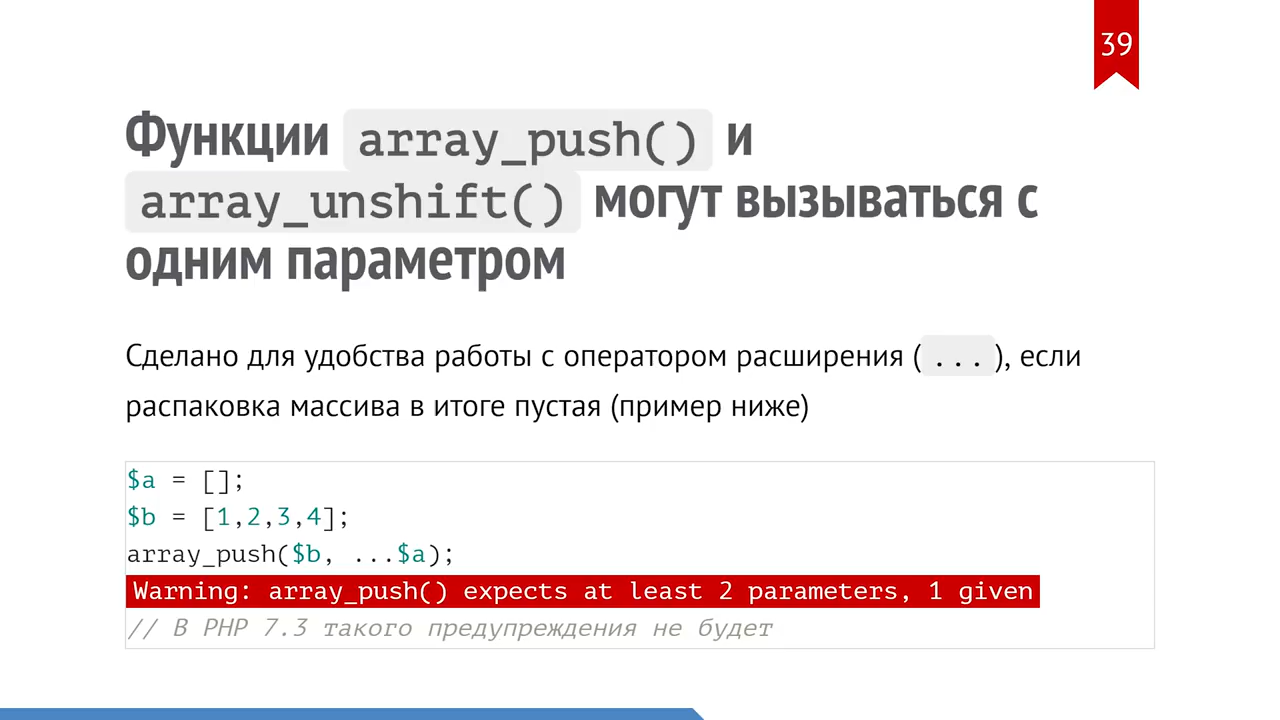 39
Функции array_push() и
array_unshift() могут вызываться с
одним параметром
Сделано для удобства работы с оператором расширения ( ... ), если
распаковка массива в итоге пустая (пример ниже)
$a = [];
$b = [1,2,3,4];
array_push($b, ...$a);
Warning: array_push() expects at least 2 parameters, 1 given
// В PHP 7.3 такого предупреждения не будет